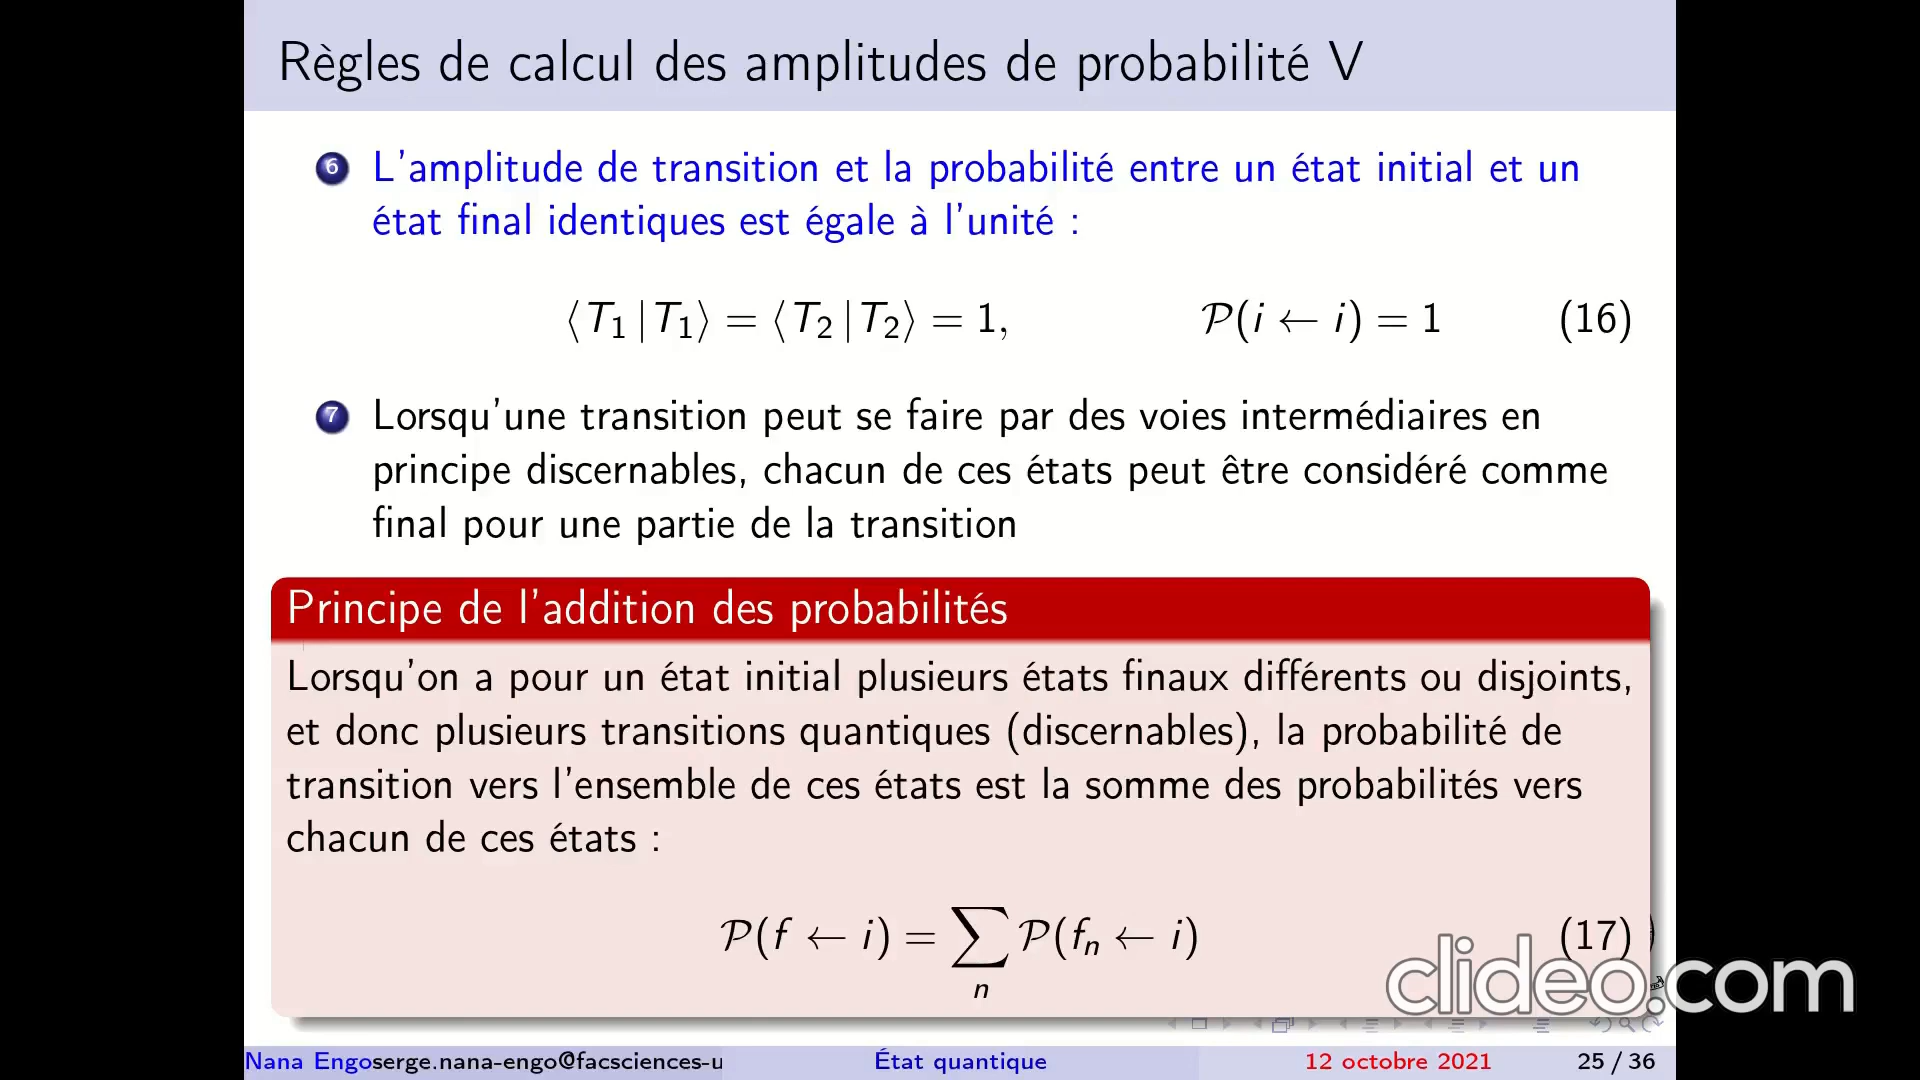 Règles de calcul des amplitudes de probabilité V
6 L'amplitude de transition et la probabilité entre un état initial et un
état final identiques est égale à l'unité :
⟨T₁|T₁⟩ = ⟨T₂|T₂⟩ = 1, 𝒫(i ← i) = 1 (16)
7 Lorsqu'une transition peut se faire par des voies intermédiaires en
principe discernables, chacun de ces états peut être considéré comme
final pour une partie de la transition
Principe de l'addition des probabilités
Lorsqu'on a pour un état initial plusieurs états finaux différents ou disjoints,
et donc plusieurs transitions quantiques (discernables), la probabilité de
transition vers l'ensemble de ces états est la somme des probabilités vers
chacun de ces états :
𝒫(f ← i) = ∑ 𝒫(fₙ ← i) (17)
n
clideo.com
Nana Engoserge.nana-engo@facsciences-u État quantique 12 octobre 2021 25 / 36